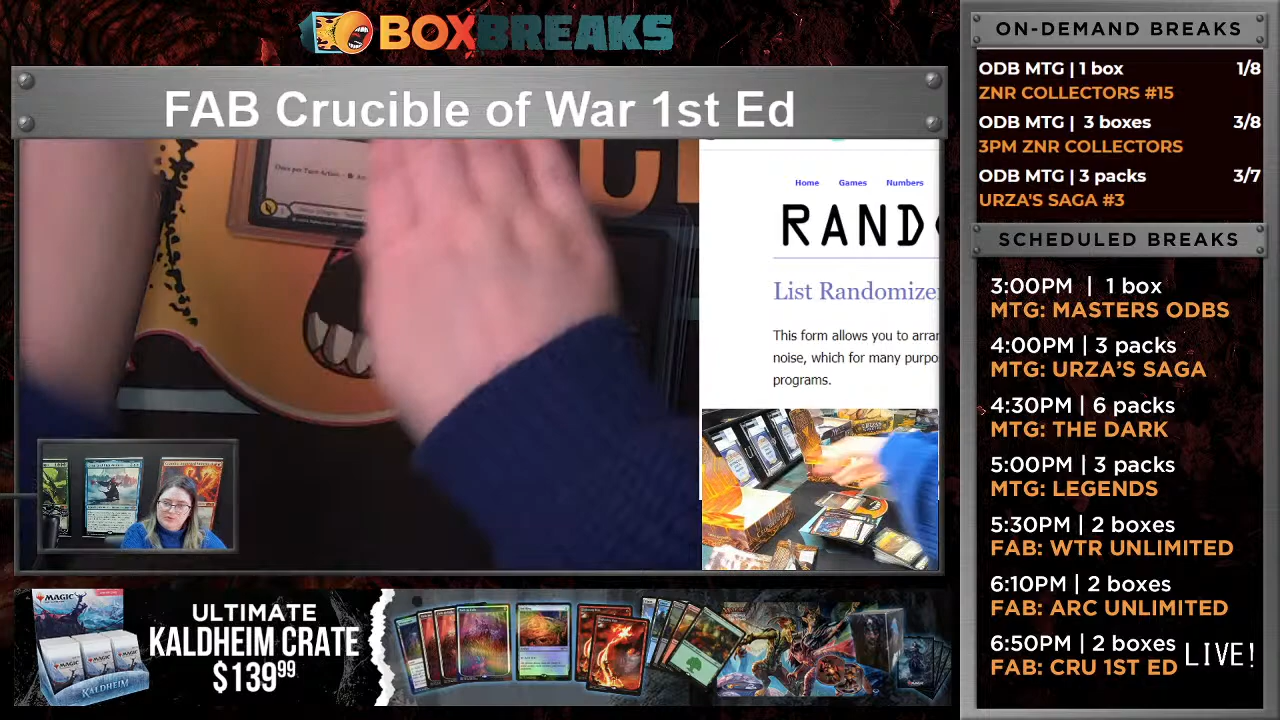 BOXBREAKS
FAB Crucible of War 1st Ed
Once per Turn Action
Home Games Numbers
RAND
List Randomize
This form allows you to arra
noise, which for many purpo
programs.
MAGIC
KALDHEIM
ULTIMATE
KALDHEIM CRATE
$139.99
ON-DEMAND BREAKS
ODB MTG | 1 box 1/8
ZNR COLLECTORS #15
ODB MTG | 3 boxes 3/8
3PM ZNR COLLECTORS
ODB MTG | 3 packs 3/7
URZA'S SAGA #3
SCHEDULED BREAKS
3:00PM | 1 box
MTG: MASTERS ODBS
4:00PM | 3 packs
MTG: URZA'S SAGA
4:30PM | 6 packs
MTG: THE DARK
5:00PM | 3 packs
MTG: LEGENDS
5:30PM | 2 boxes
FAB: WTR UNLIMITED
6:10PM | 2 boxes
FAB: ARC UNLIMITED
6:50PM | 2 boxes
FAB: CRU 1ST ED
LIVE!